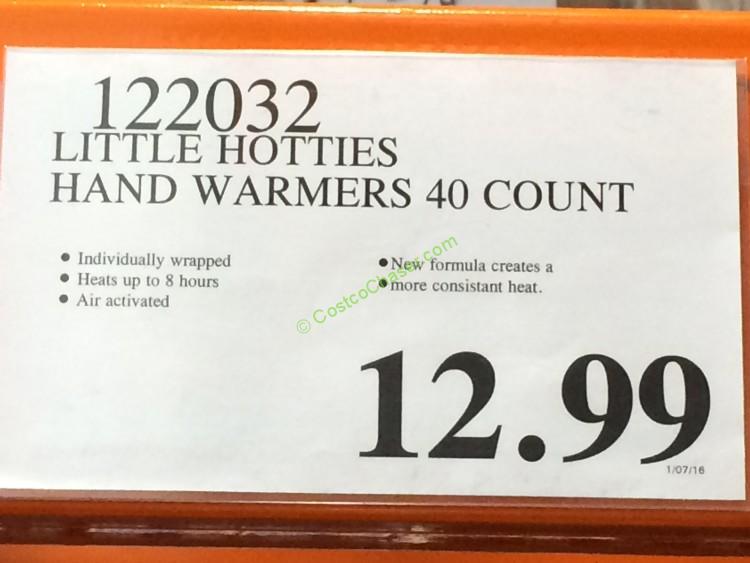 122032
LITTLE HOTTIES
HAND WARMERS 40 COUNT
• Individually wrapped
• Heats up to 8 hours
• Air activated
• New formula creates a
• more consistant heat.
© CostcoChaser.com
12.99
1/07/16